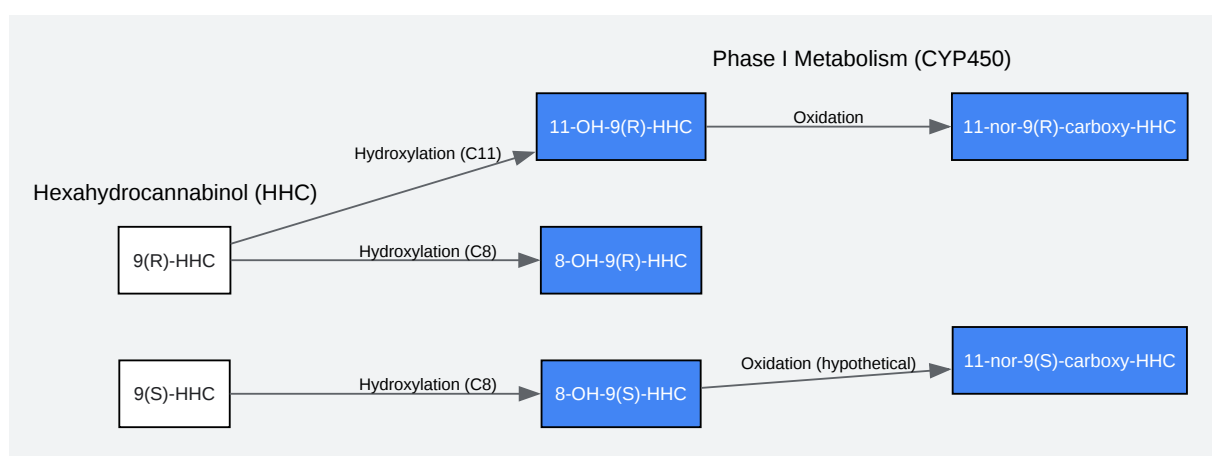 Phase I Metabolism (CYP450)
11-OH-9(R)-HHC
Oxidation
11-nor-9(R)-carboxy-HHC
Hydroxylation (C11)
Hexahydrocannabinol (HHC)
9(R)-HHC
Hydroxylation (C8)
8-OH-9(R)-HHC
9(S)-HHC
Hydroxylation (C8)
8-OH-9(S)-HHC
Oxidation (hypothetical)
11-nor-9(S)-carboxy-HHC